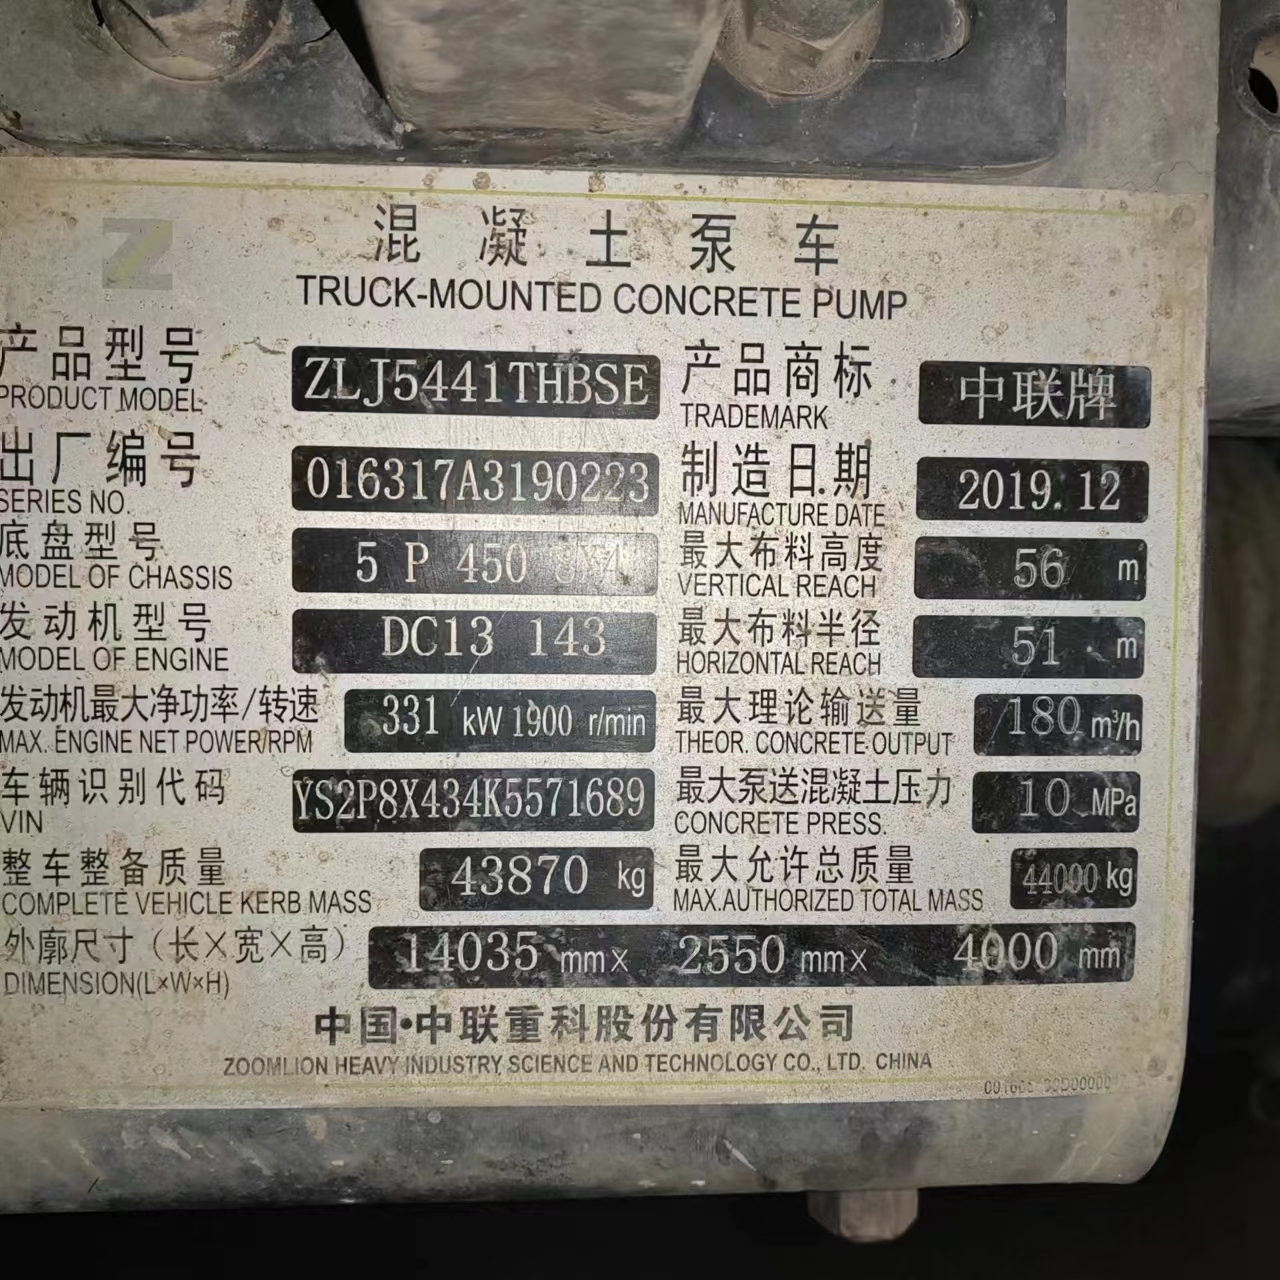 混凝土泵车
TRUCK-MOUNTED CONCRETE PUMP
产品型号 ZLJ5441THBSE 产品商标 中联牌
PRODUCT MODEL TRADEMARK
出厂编号 016317A3190223 制造日期 2019.12
SERIES NO. MANUFACTURE DATE
底盘型号 5 P 450 8X4 最大布料高度 56 m
MODEL OF CHASSIS VERTICAL REACH
发动机型号 DC13 143 最大布料半径 51 m
MODEL OF ENGINE HORIZONTAL REACH
发动机最大净功率/转速 331 kW 1900 r/min 最大理论输送量 180 m³/h
MAX. ENGINE NET POWER/RPM THEOR. CONCRETE OUTPUT
车辆识别代码 YS2P8X434K5571689 最大泵送混凝土压力 10 MPa
VIN CONCRETE PRESS.
整车整备质量 43870 kg 最大允许总质量 44000 kg
COMPLETE VEHICLE KERB MASS MAX.AUTHORIZED TOTAL MASS
外廓尺寸（长×宽×高） 14035 mm× 2550 mm× 4000 mm
DIMENSION(L×W×H)
中国·中联重科股份有限公司
ZOOMLION HEAVY INDUSTRY SCIENCE AND TECHNOLOGY CO., LTD. CHINA